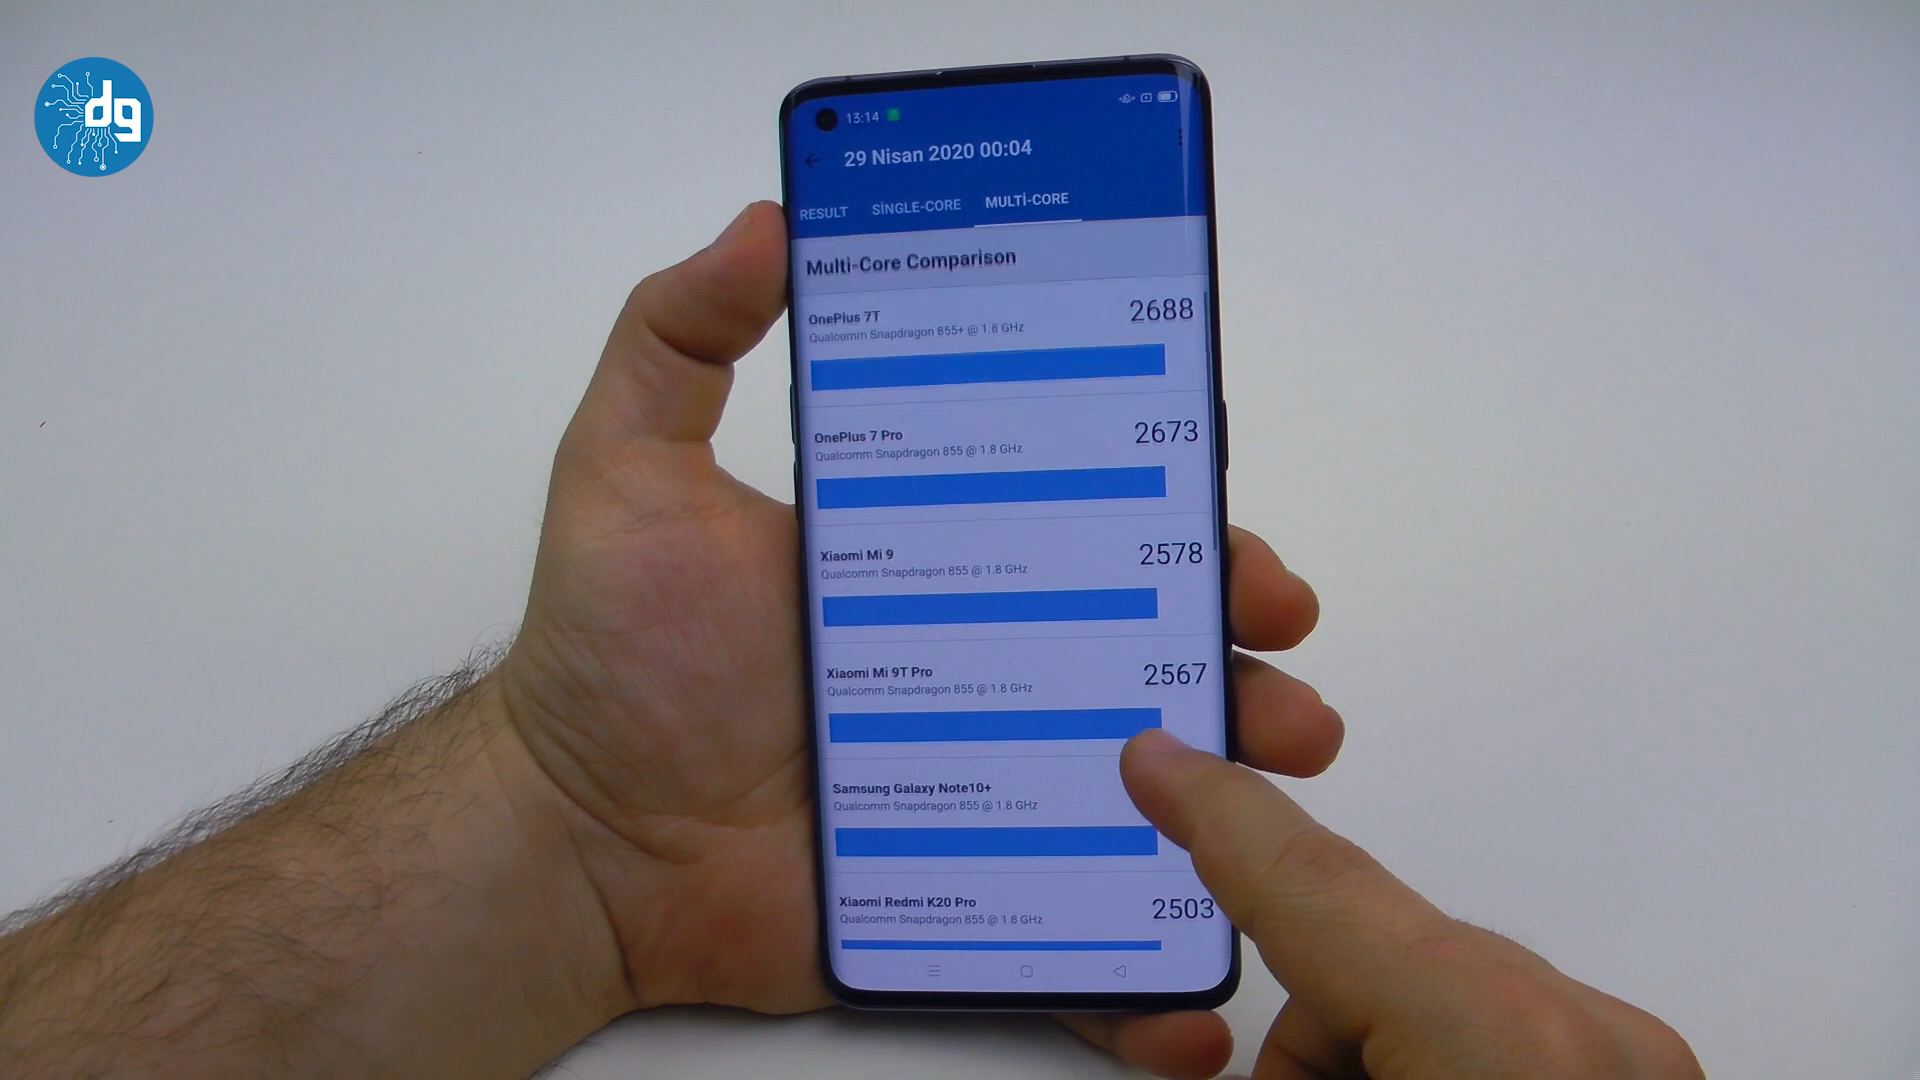 dg
13:14
29 Nisan 2020 00:04
RESULT SİNGLE-CORE MULTİ-CORE
Multi-Core Comparison
OnePlus 7T 2688
Qualcomm Snapdragon 855+ @ 1.8 GHz
OnePlus 7 Pro 2673
Qualcomm Snapdragon 855 @ 1.8 GHz
Xiaomi Mi 9 2578
Qualcomm Snapdragon 855 @ 1.8 GHz
Xiaomi Mi 9T Pro 2567
Qualcomm Snapdragon 855 @ 1.8 GHz
Samsung Galaxy Note10+
Qualcomm Snapdragon 855 @ 1.8 GHz
Xiaomi Redmi K20 Pro 2503
Qualcomm Snapdragon 855 @ 1.8 GHz